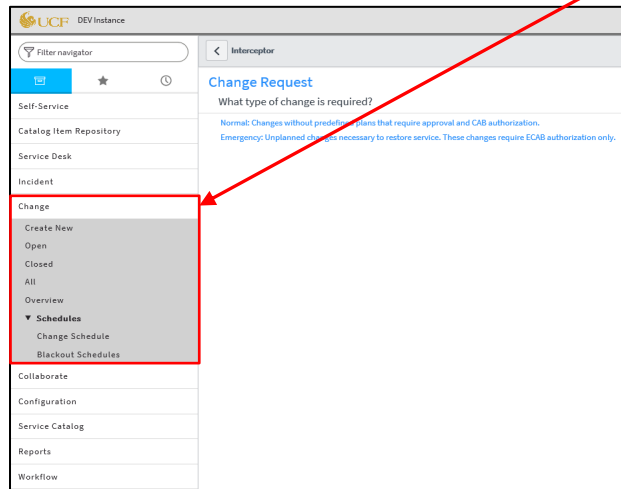 UCF DEV Instance
Filter navigator
Interceptor
Change Request
What type of change is required?
Normal: Changes without predefined plans that require approval and CAB authorization.
Emergency: Unplanned changes necessary to restore service. These changes require ECAB authorization only.
Self-Service
Catalog Item Repository
Service Desk
Incident
Change
Create New
Open
Closed
All
Overview
Schedules
Change Schedule
Blackout Schedules
Collaborate
Configuration
Service Catalog
Reports
Workflow